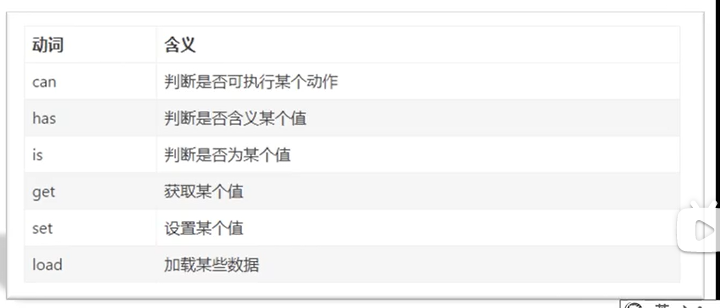 动词 含义
can 判断是否可执行某个动作
has 判断是否含义某个值
is 判断是否为某个值
get 获取某个值
set 设置某个值
load 加载某些数据